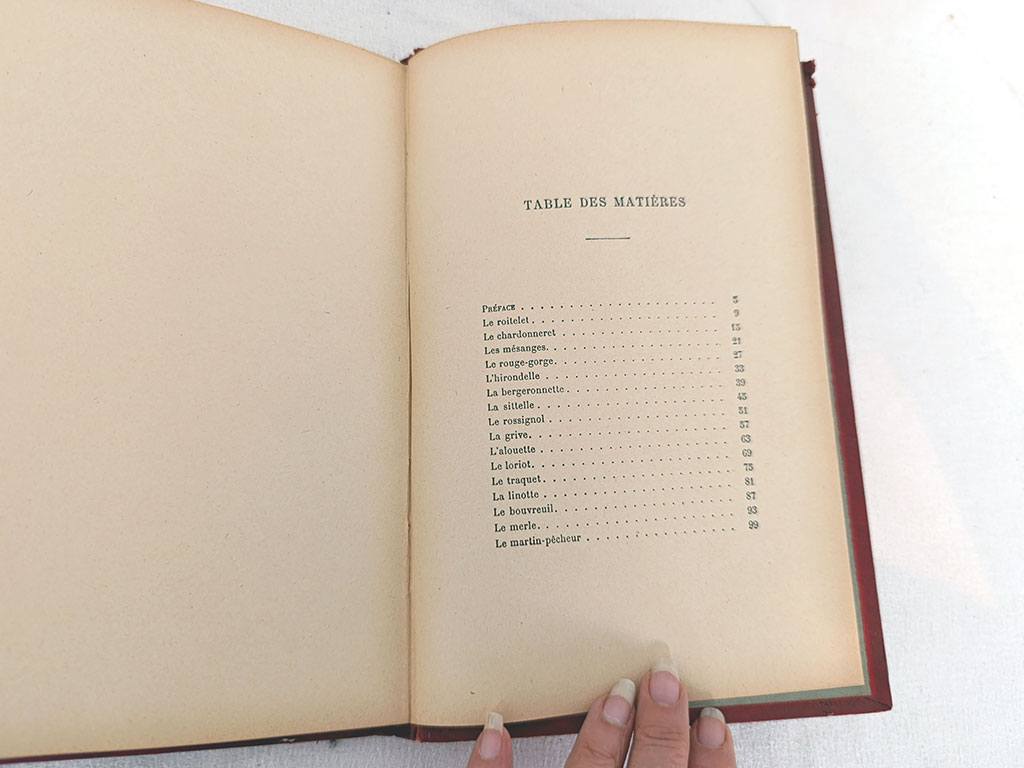 TABLE DES MATIÈRES
PRÉFACE . . . . . . . . . . . . . . . . . . . . 5
Le roitelet . . . . . . . . . . . . . . . . . . . . 9
Le chardonneret . . . . . . . . . . . . . . . . . . . . 15
Les mésanges. . . . . . . . . . . . . . . . . . . . 21
Le rouge-gorge. . . . . . . . . . . . . . . . . . . . 27
L'hirondelle . . . . . . . . . . . . . . . . . . . . 33
La bergeronnette . . . . . . . . . . . . . . . . . . . . 39
La sittelle . . . . . . . . . . . . . . . . . . . . 45
Le rossignol . . . . . . . . . . . . . . . . . . . . 51
La grive. . . . . . . . . . . . . . . . . . . . 57
L'alouette . . . . . . . . . . . . . . . . . . . . 63
Le loriot. . . . . . . . . . . . . . . . . . . . 69
Le traquet. . . . . . . . . . . . . . . . . . . . 75
La linotte . . . . . . . . . . . . . . . . . . . . 81
Le bouvreuil. . . . . . . . . . . . . . . . . . . . 87
Le merle. . . . . . . . . . . . . . . . . . . . 93
Le martin-pêcheur . . . . . . . . . . . . . . . . . . . . 99